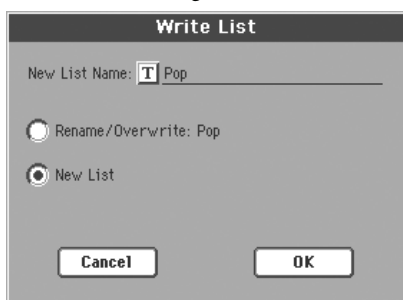 Write List
New List Name: T Pop
Rename/Overwrite: Pop
New List
Cancel OK